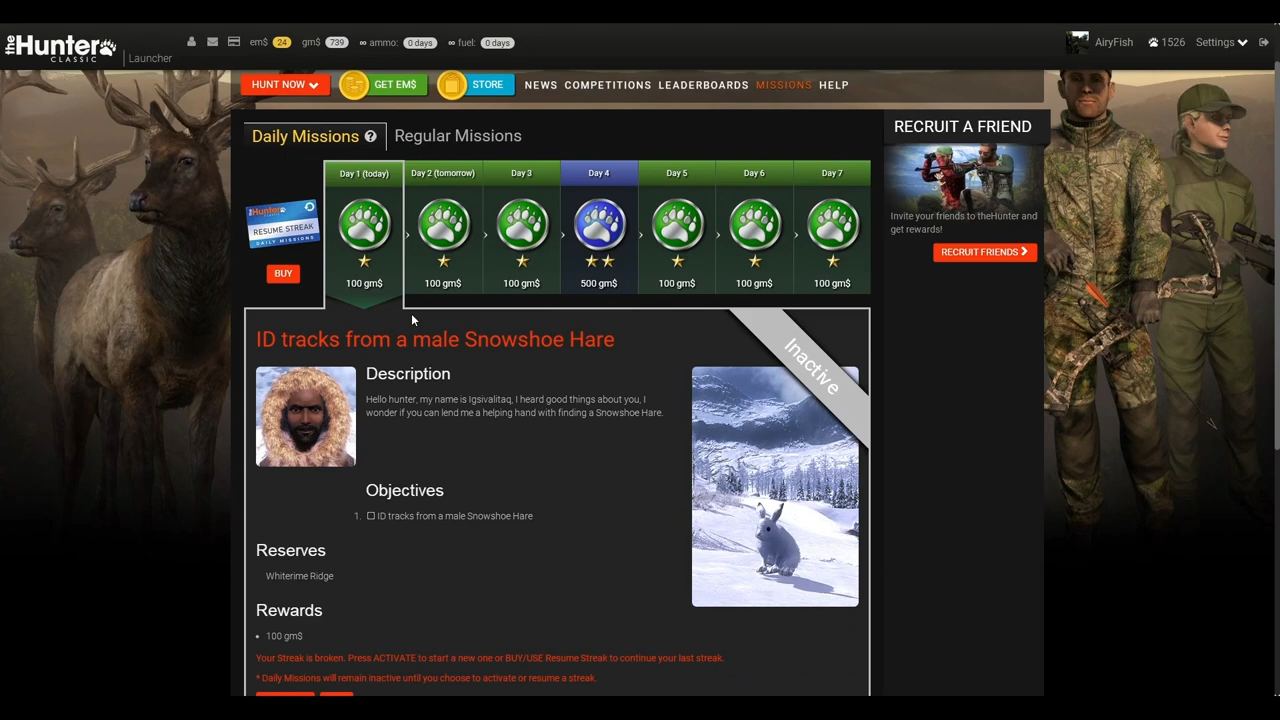 theHunter CLASSIC
Launcher
em$ 24 gm$ 739 ∞ ammo: 0 days ∞ fuel: 0 days
AiryFish 1526 Settings
HUNT NOW GET EM$ STORE NEWS COMPETITIONS LEADERBOARDS MISSIONS HELP
Daily Missions ? Regular Missions
RECRUIT A FRIEND
Day 1 (today) Day 2 (tomorrow) Day 3 Day 4 Day 5 Day 6 Day 7
theHunter
RESUME STREAK
DAILY MISSIONS
BUY
100 gm$ 100 gm$ 100 gm$ 500 gm$ 100 gm$ 100 gm$ 100 gm$
Invite your friends to theHunter and
get rewards!
RECRUIT FRIENDS
ID tracks from a male Snowshoe Hare
Inactive
Description
Hello hunter, my name is Igsivalitaq, I heard good things about you, I
wonder if you can lend me a helping hand with finding a Snowshoe Hare.
Objectives
1. ID tracks from a male Snowshoe Hare
Reserves
Whiterime Ridge
Rewards
• 100 gm$
Your Streak is broken. Press ACTIVATE to start a new one or BUY/USE Resume Streak to continue your last streak.
* Daily Missions will remain inactive until you choose to activate or resume a streak.